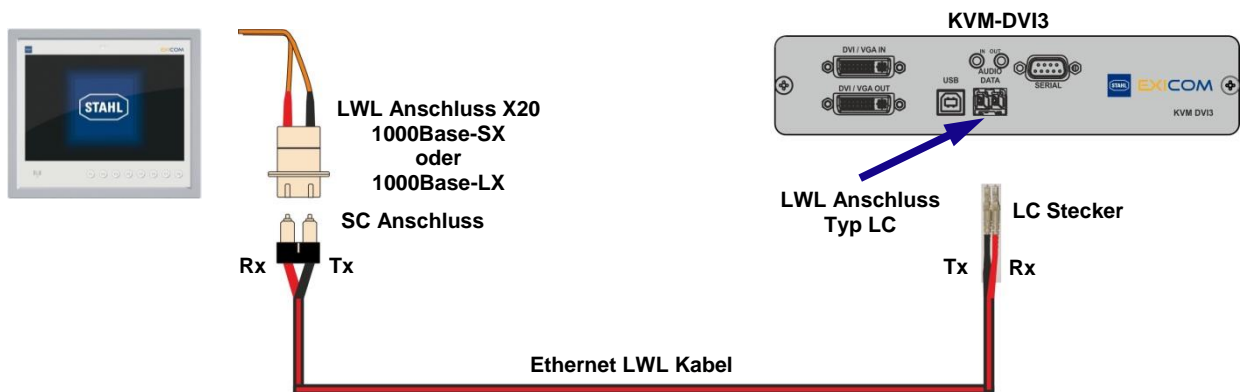 KVM-DVI3
EXICOM
STAHL
LWL Anschluss X20
1000Base-SX
oder
1000Base-LX
SC Anschluss
Rx
Tx
DVI / VGA IN
DVI / VGA OUT
USB
IN
OUT
AUDIO
DATA
SERIAL
STAHL
EXICOM
KVM DVI3
LWL Anschluss
Typ LC
LC Stecker
Tx
Rx
Ethernet LWL Kabel